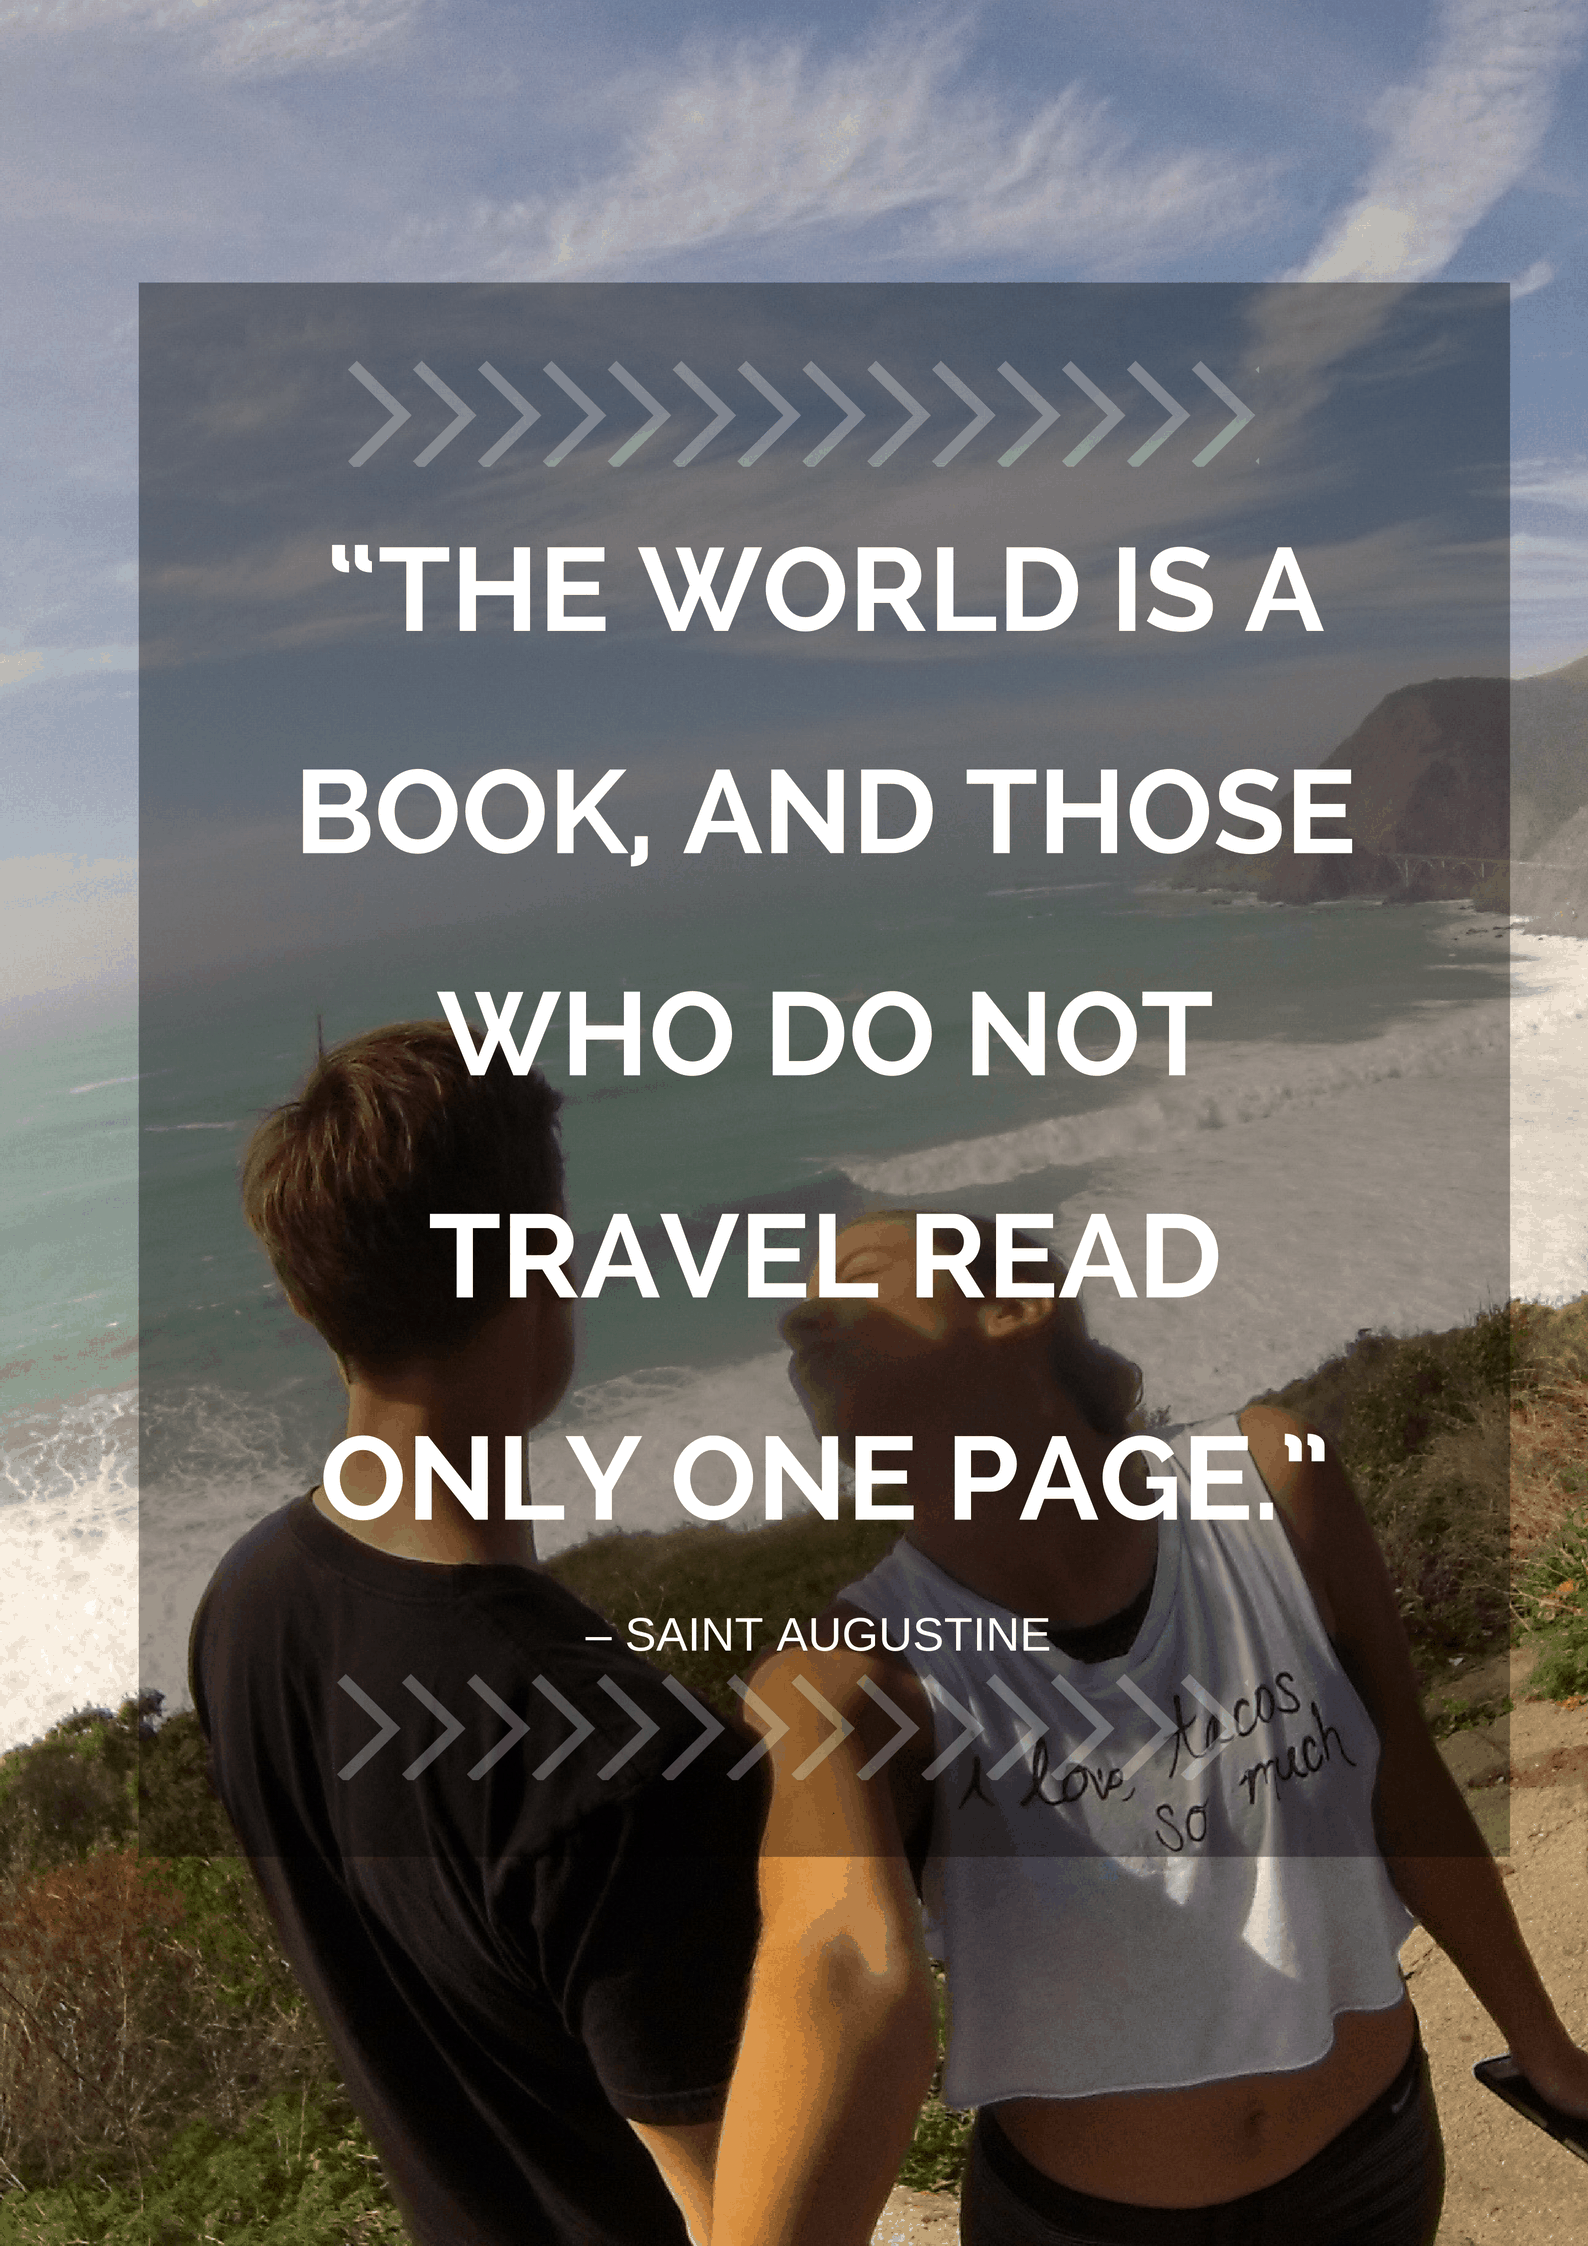 “THE WORLD IS A
BOOK, AND THOSE
WHO DO NOT
TRAVEL READ
ONLY ONE PAGE.”
– SAINT AUGUSTINE
i love tacos
so much